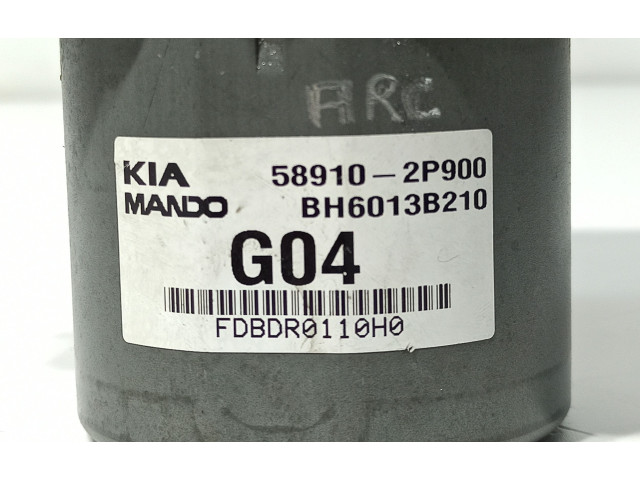 ARC
KIA 58910-2P900
MANDO BH6013B210
G04
FDBDR0110H0